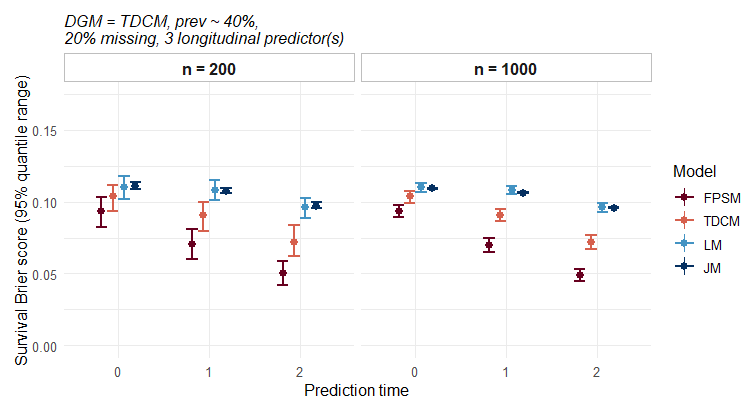 DGM = TDCM, prev ~ 40%,
20% missing, 3 longitudinal predictor(s)
n = 200
n = 1000
Survival Brier score (95% quantile range)
0.15
0.10
0.05
0.00
0
1
2
0
1
2
Prediction time
Model
FPSM
TDCM
LM
JM